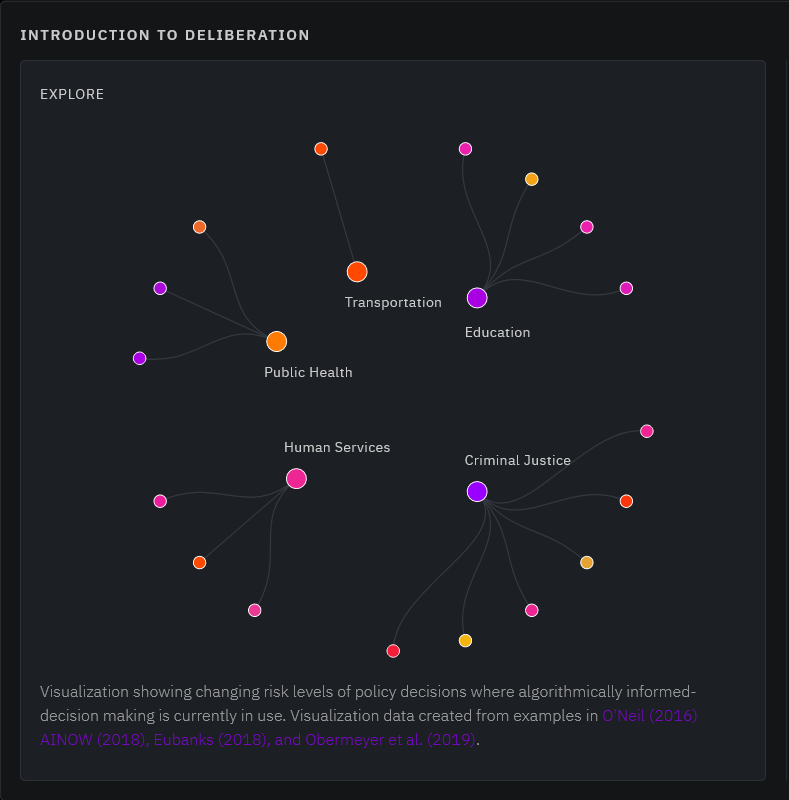 INTRODUCTION TO DELIBERATION
EXPLORE
Transportation
Education
Public Health
Human Services
Criminal Justice
Visualization showing changing risk levels of policy decisions where algorithmically informed-
decision making is currently in use. Visualization data created from examples in O'Neil (2016)
AINOW (2018), Eubanks (2018), and Obermeyer et al. (2019).